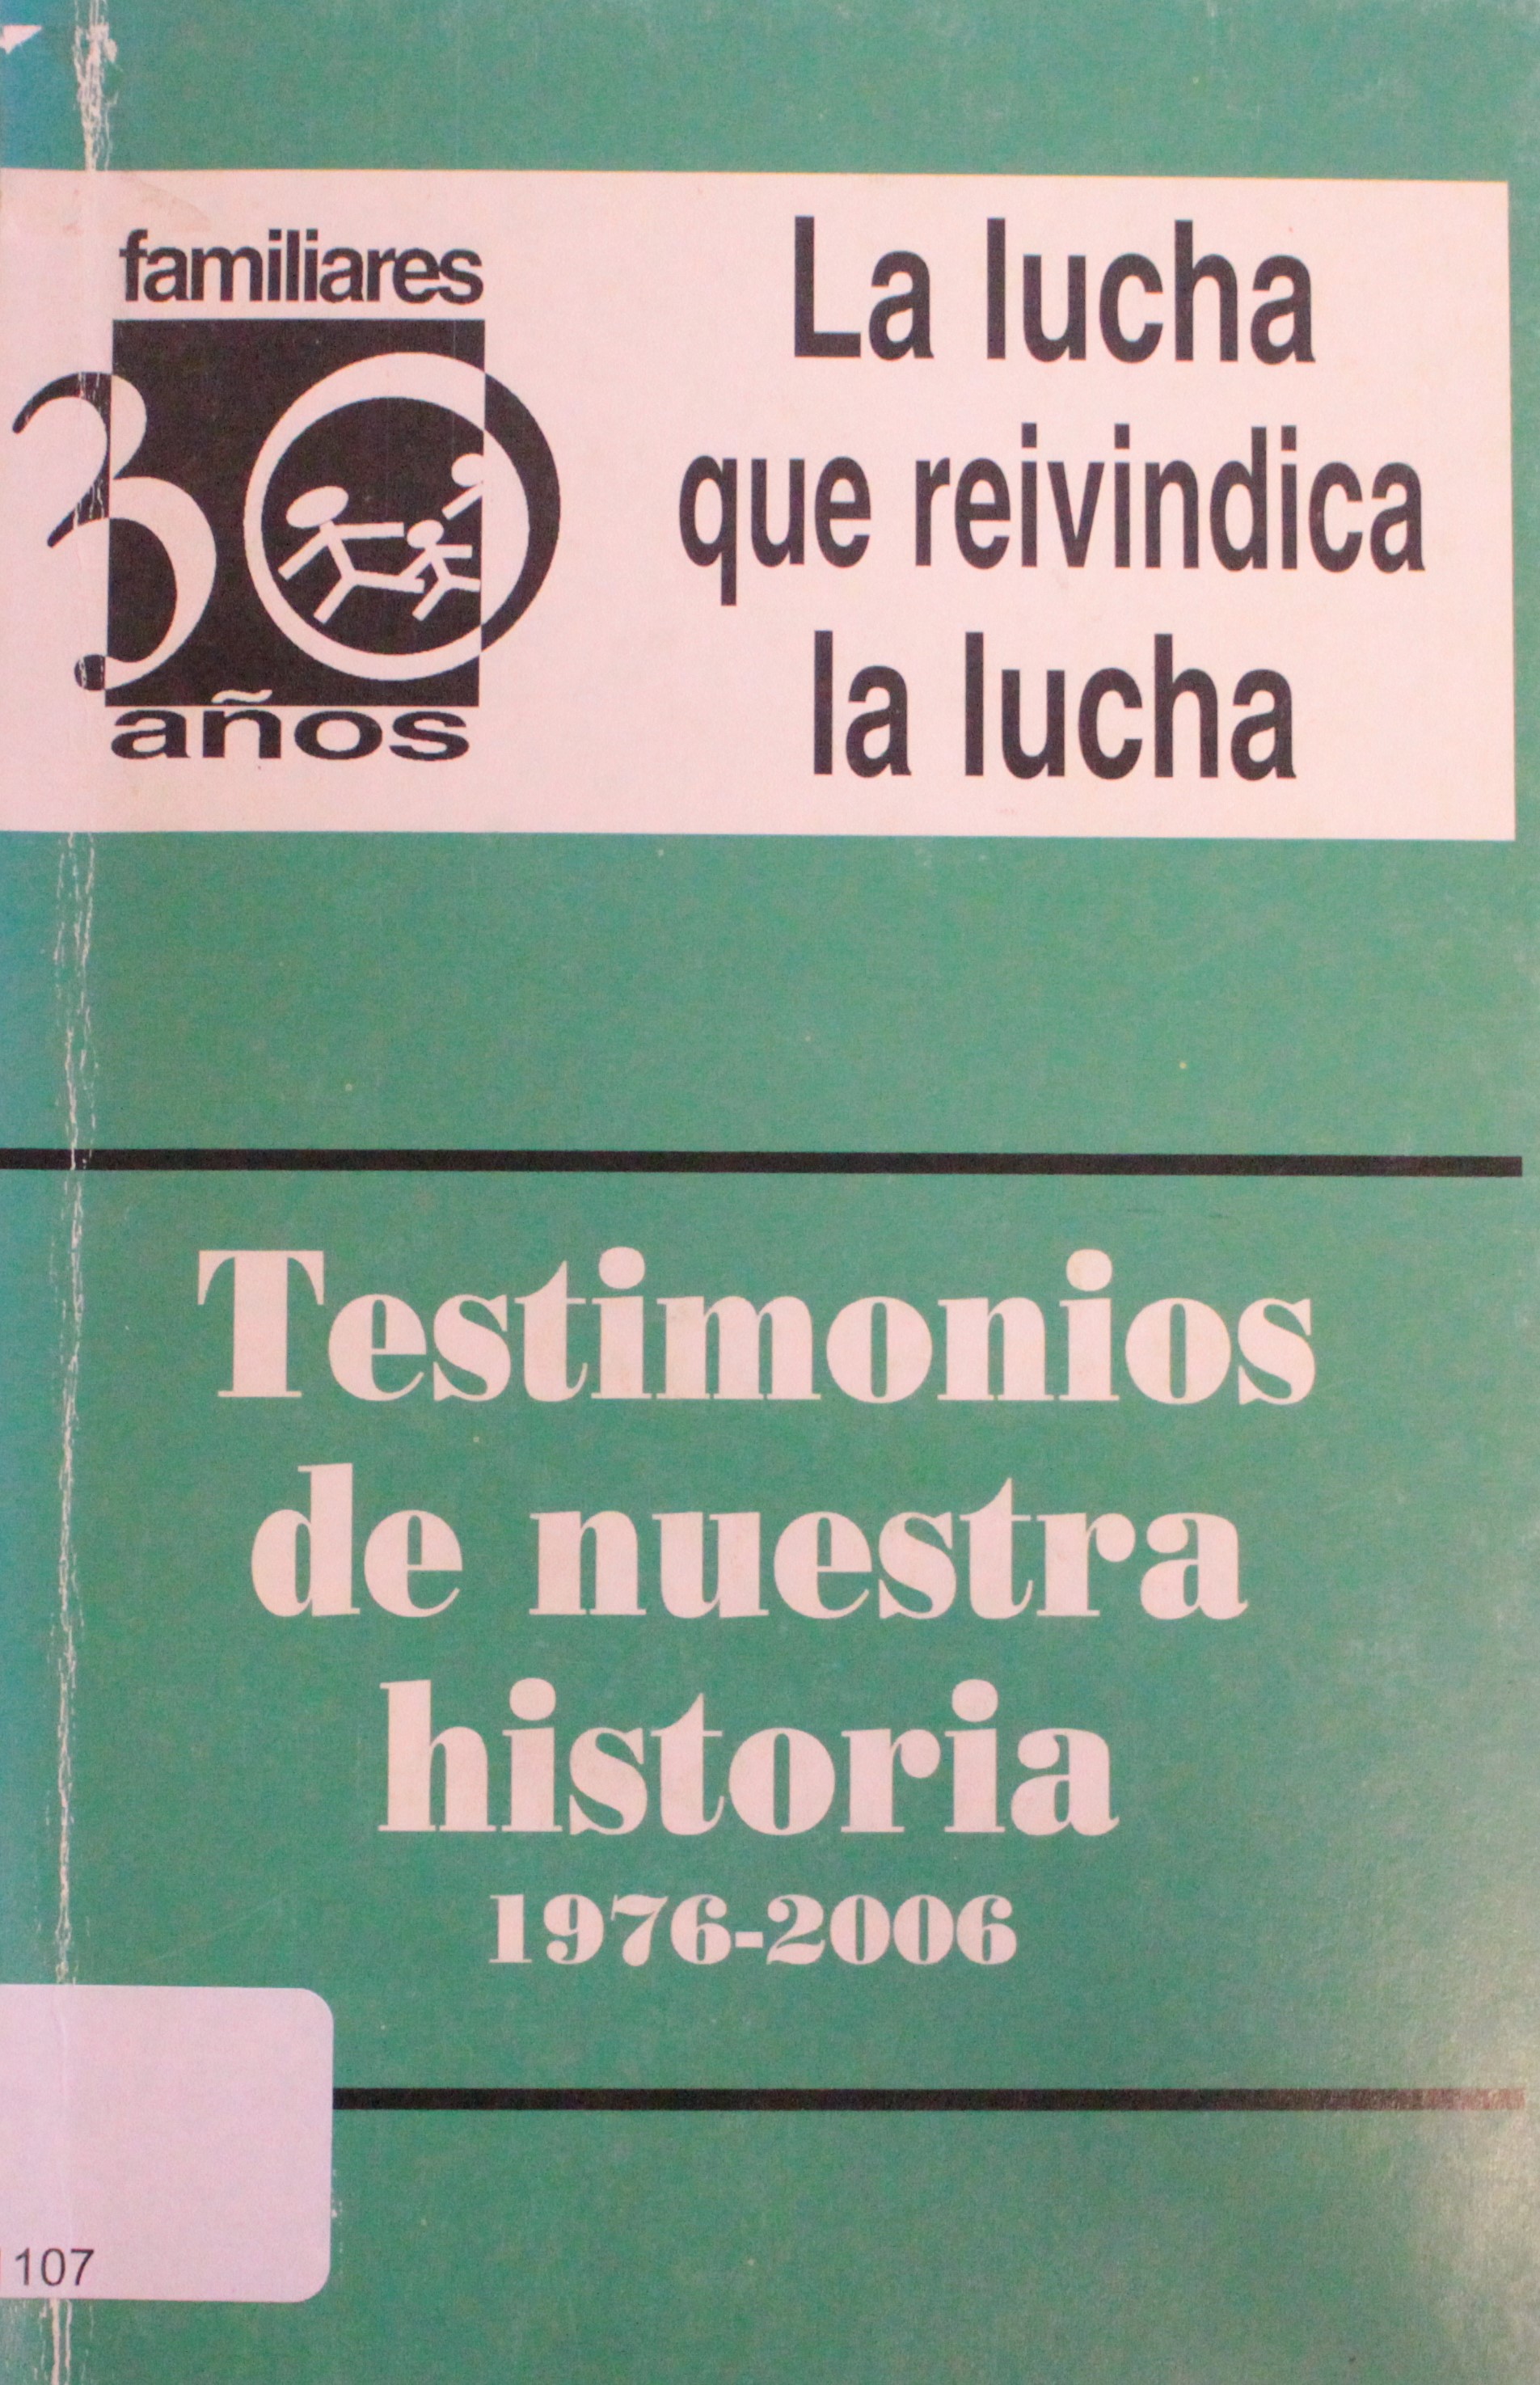 familiares
30
años
La lucha
que reivindica
la lucha
Testimonios
de nuestra
historia
1976-2006
107